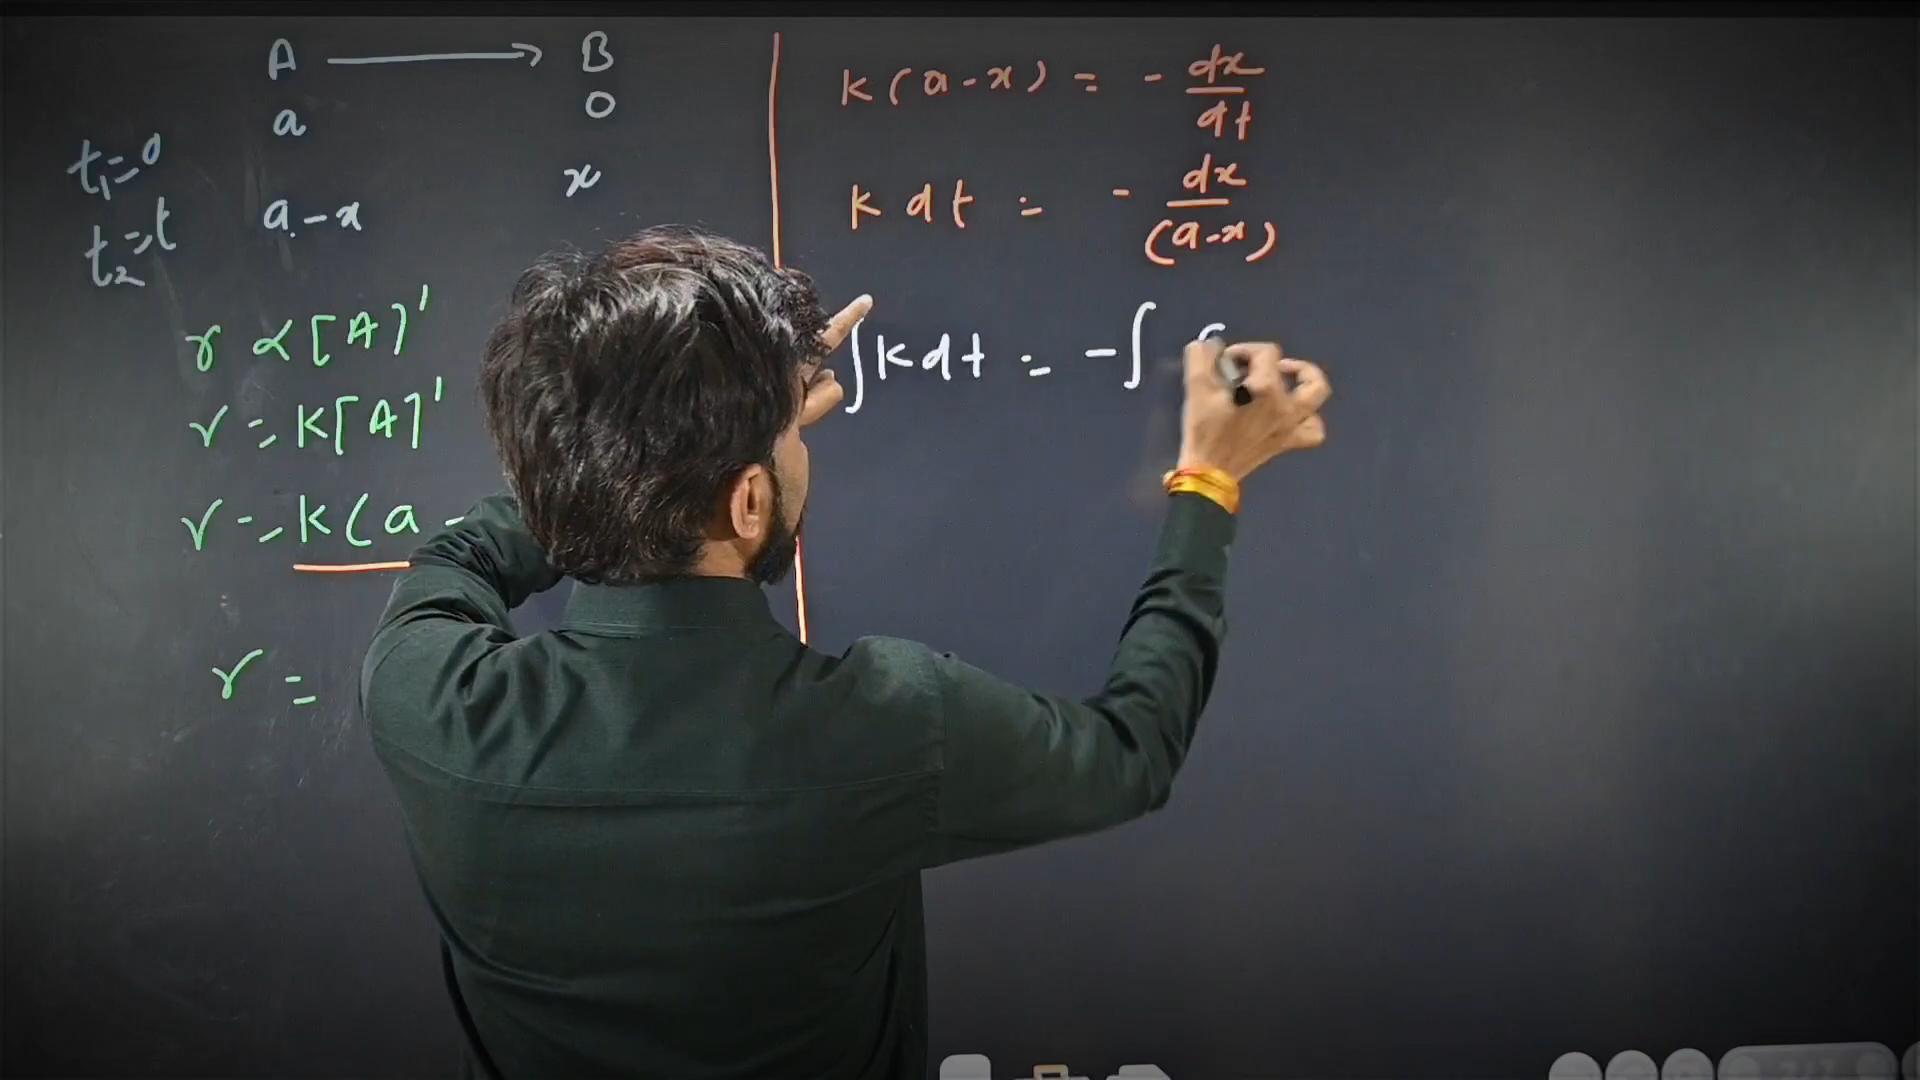 A ⟶ B
a 0
t₁=0
x
t₂=t a-x
r ∝ [A]'
r = K[A]'
r = K(a -
r =
K(a-x) = - dx/dt
K dt = - dx/(a-x)
∫K dt = -∫